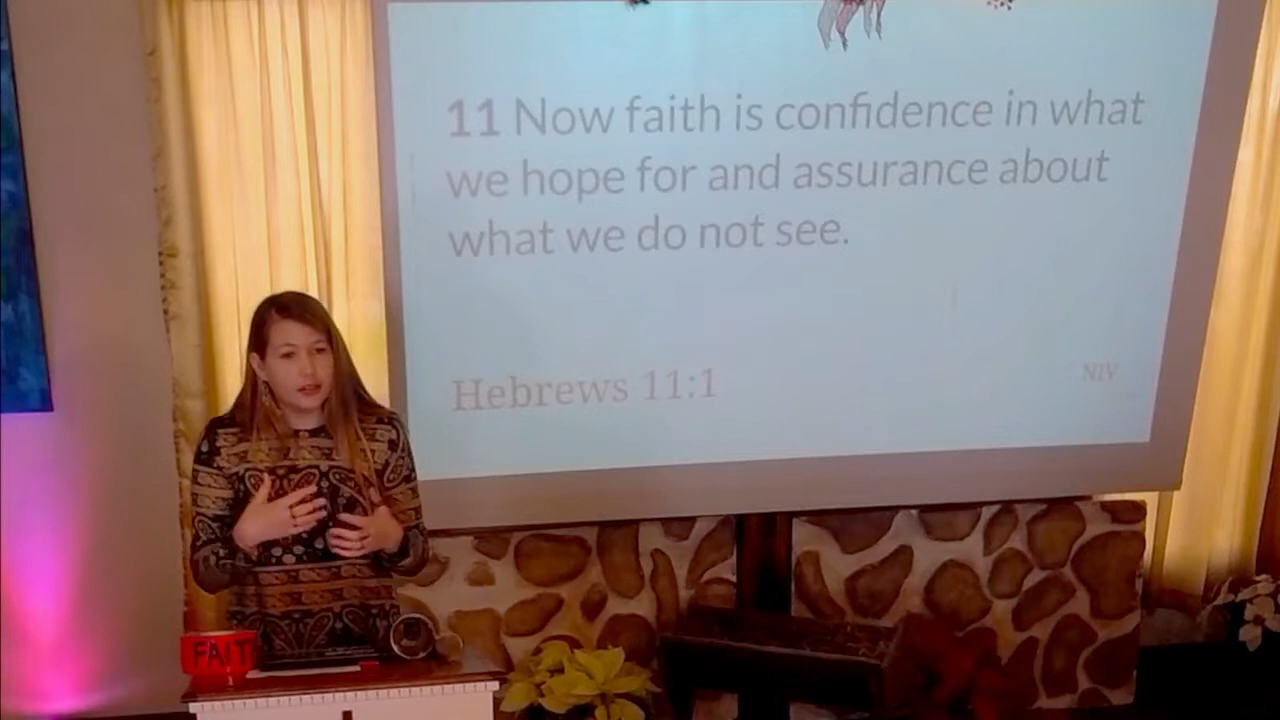 11 Now faith is confidence in what
we hope for and assurance about
what we do not see.
Hebrews 11:1
NIV
FAIT